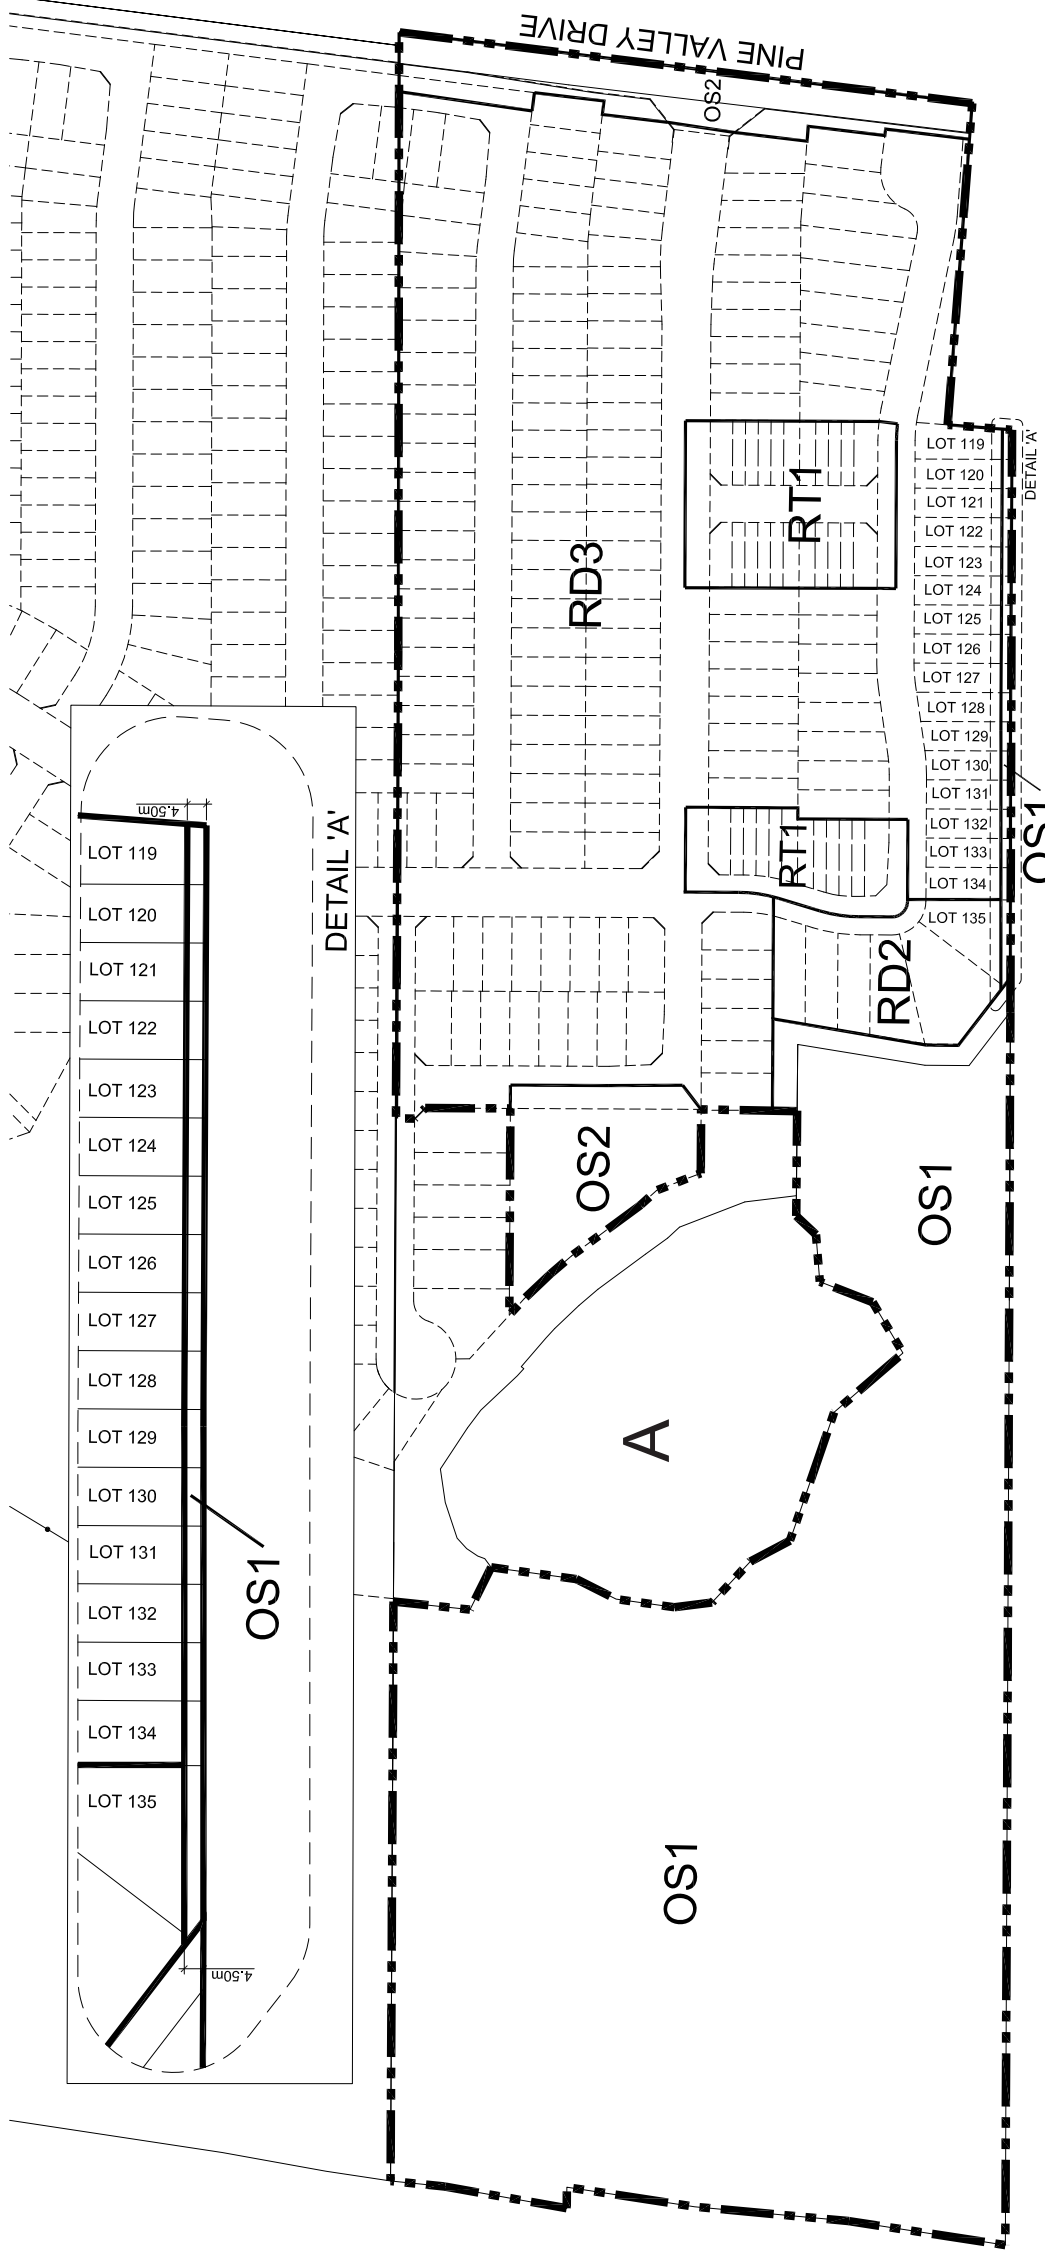 PINE VALLEY DRIVE
OS2
RD3
RT1
LOT 119
LOT 120
LOT 121
LOT 122
LOT 123
LOT 124
LOT 125
LOT 126
LOT 127
LOT 128
LOT 129
LOT 130
LOT 131
LOT 132
LOT 133
LOT 134
LOT 135
DETAIL 'A'
OS1
RT1
RD2
OS2
OS1
A
OS1
4.50m
LOT 119
LOT 120
LOT 121
LOT 122
LOT 123
LOT 124
LOT 125
LOT 126
LOT 127
LOT 128
LOT 129
LOT 130
LOT 131
LOT 132
LOT 133
LOT 134
LOT 135
OS1
4.50m
DETAIL 'A'